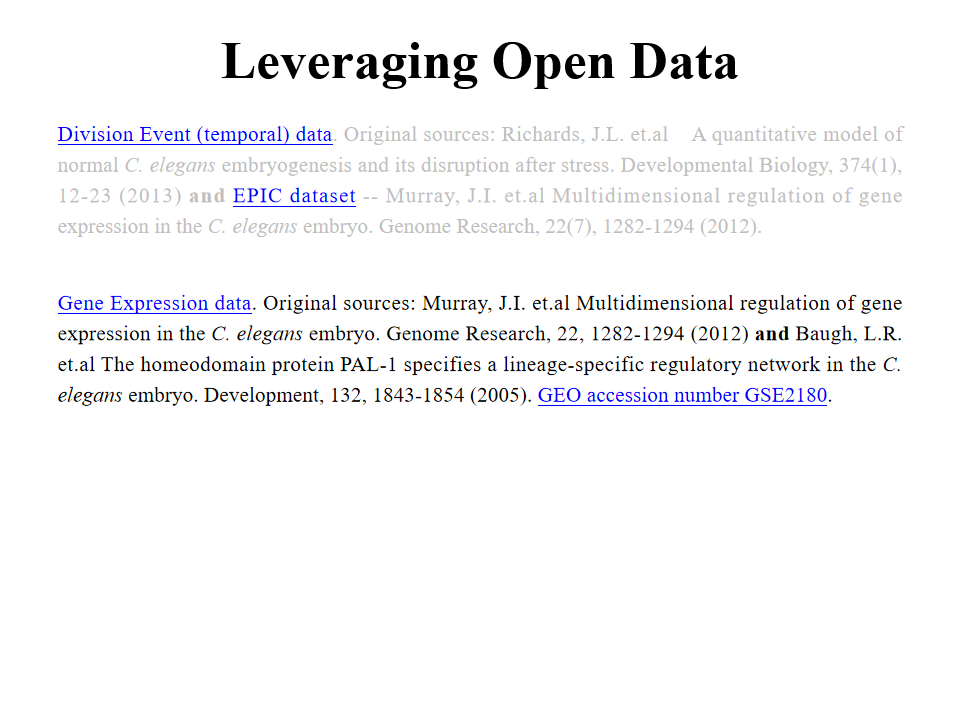 Leveraging Open Data
Division Event (temporal) data. Original sources: Richards, J.L. et.al A quantitative model of
normal C. elegans embryogenesis and its disruption after stress. Developmental Biology, 374(1),
12-23 (2013) and EPIC dataset -- Murray, J.I. et.al Multidimensional regulation of gene
expression in the C. elegans embryo. Genome Research, 22(7), 1282-1294 (2012).
Gene Expression data. Original sources: Murray, J.I. et.al Multidimensional regulation of gene
expression in the C. elegans embryo. Genome Research, 22, 1282-1294 (2012) and Baugh, L.R.
et.al The homeodomain protein PAL-1 specifies a lineage-specific regulatory network in the C.
elegans embryo. Development, 132, 1843-1854 (2005). GEO accession number GSE2180.